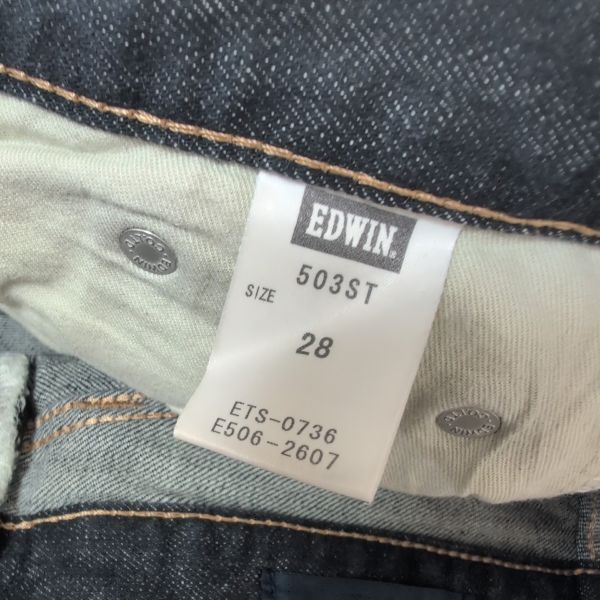 EDWIN.
503ST
SIZE
28
ETS-0736
E506-2607